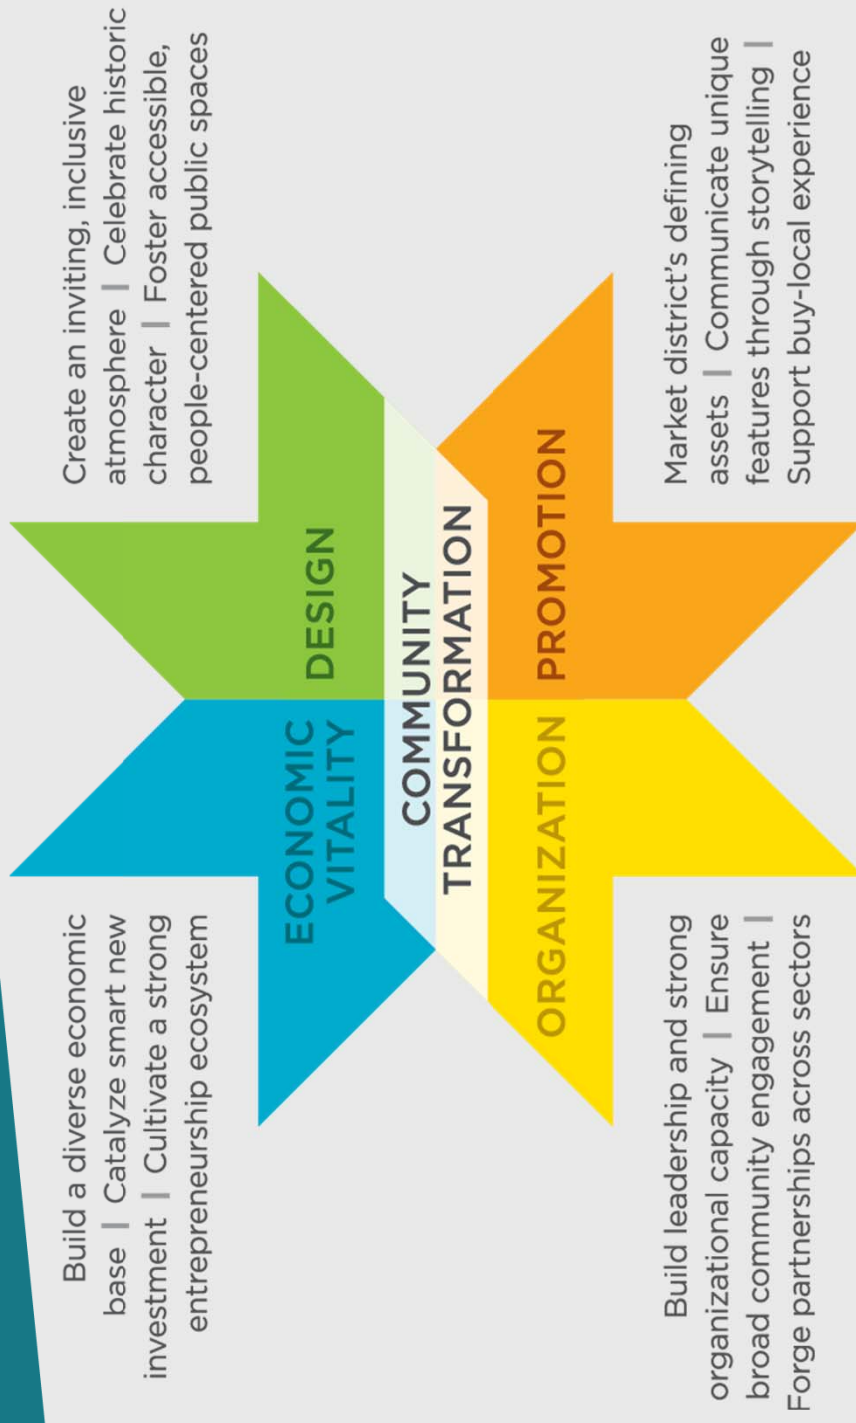 Build a diverse economic
base | Catalyze smart new
investment | Cultivate a strong
entrepreneurship ecosystem
Create an inviting, inclusive
atmosphere | Celebrate historic
character | Foster accessible,
people-centered public spaces
ECONOMIC
VITALITY
DESIGN
COMMUNITY
TRANSFORMATION
ORGANIZATION
PROMOTION
Build leadership and strong
organizational capacity | Ensure
broad community engagement |
Forge partnerships across sectors
Market district's defining
assets | Communicate unique
features through storytelling |
Support buy-local experience